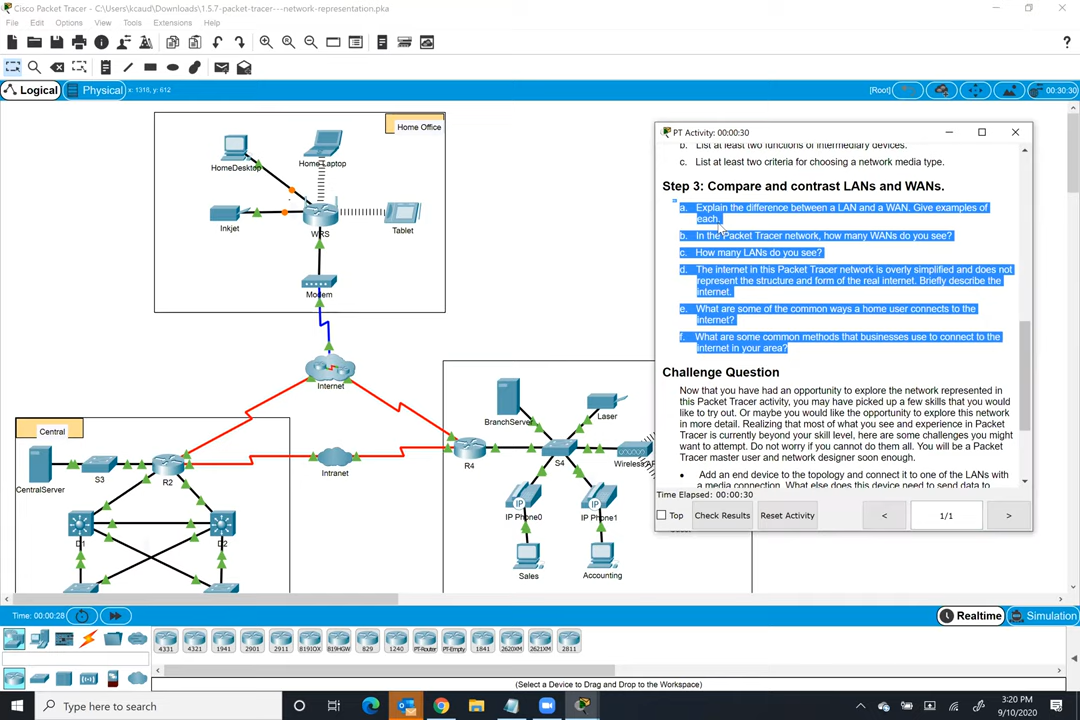 Cisco Packet Tracer - C:\Users\kcaud\Downloads\1.5.7-packet-tracer---network-representation.pka
File Edit Options View Tools Extensions Help
Logical Physical x: 1318, y: 612 [Root] 00:30:30
Home Office
HomeDesktop
Home Laptop
Inkjet
WRS
Tablet
Modem
Internet
Central
CentralServer
S3
R2
D1
D2
Intranet
R4
BranchServer
Laser
S4
Wireless AP
IP
IP Phone0
IP
IP Phone1
Sales
Accounting
PT Activity: 00:00:30
b. List at least two functions of intermediary devices.
c. List at least two criteria for choosing a network media type.
Step 3: Compare and contrast LANs and WANs.
a. Explain the difference between a LAN and a WAN. Give examples of
each.
b. In the Packet Tracer network, how many WANs do you see?
c. How many LANs do you see?
d. The internet in this Packet Tracer network is overly simplified and does not
represent the structure and form of the real internet. Briefly describe the
internet.
e. What are some of the common ways a home user connects to the
internet?
f. What are some common methods that businesses use to connect to the
internet in your area?
Challenge Question
Now that you have had an opportunity to explore the network represented in
this Packet Tracer activity, you may have picked up a few skills that you would
like to try out. Or maybe you would like the opportunity to explore this network
in more detail. Realizing that most of what you see and experience in Packet
Tracer is currently beyond your skill level, here are some challenges you might
want to attempt. Do not worry if you cannot do them all. You will be a Packet
Tracer master user and network designer soon enough.
• Add an end device to the topology and connect it to one of the LANs with
a media connection. What else does this device need to send data to
Time Elapsed: 00:00:30
Top Check Results Reset Activity < 1/1 >
Time: 00:00:28 Realtime Simulation
4331 4321 1941 2901 2911 819IOX 819HGW 829 1240 PT-Router PT-Empty 1841 2620XM 2621XM 2811
(Select a Device to Drag and Drop to the Workspace)
Type here to search
3:20 PM
9/10/2020